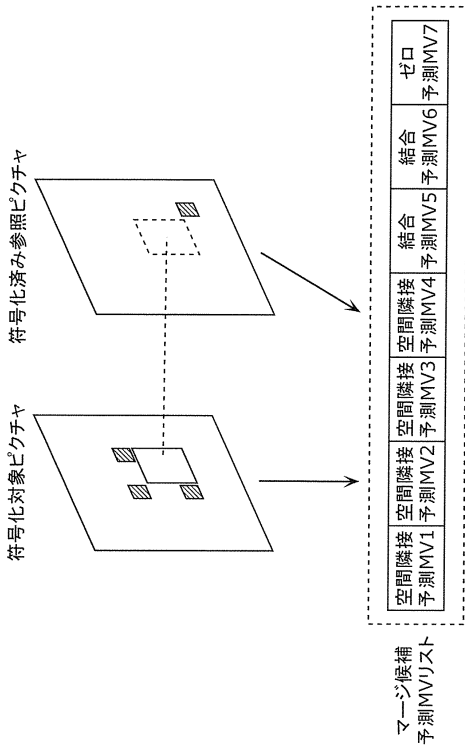 符号化対象ピクチャ
符号化済み参照ピクチャ
マージ候補
予測MVリスト
空間隣接
予測MV1
空間隣接
予測MV2
空間隣接
予測MV3
空間隣接
予測MV4
結合
予測MV5
結合
予測MV6
ゼロ
予測MV7